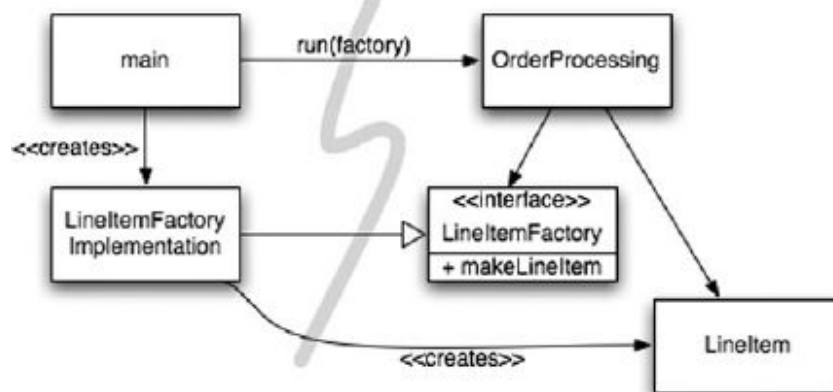 main
run(factory)
OrderProcessing
<<creates>>
LineItemFactory
Implementation
<<interface>>
LineItemFactory
+ makeLineItem
<<creates>>
LineItem